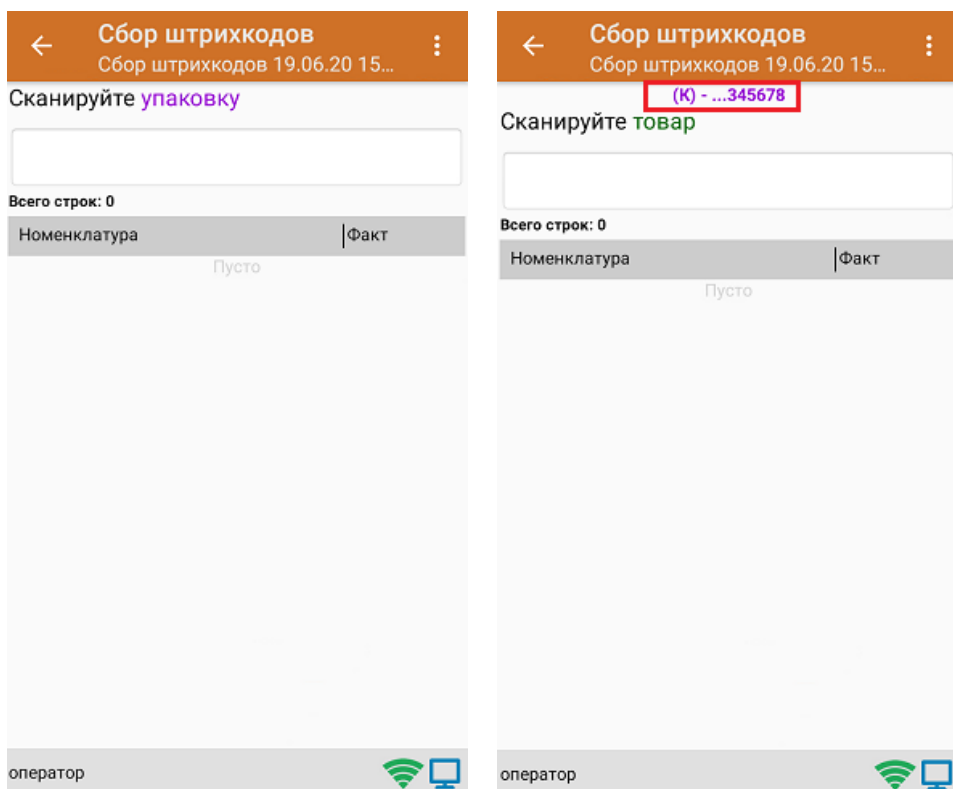 Сбор штрихкодов
Сбор штрихкодов 19.06.20 15...
Сканируйте упаковку
Всего строк: 0
Номенклатура Факт
Пусто
оператор
Сбор штрихкодов
Сбор штрихкодов 19.06.20 15...
(К) - ...345678
Сканируйте товар
Всего строк: 0
Номенклатура Факт
Пусто
оператор